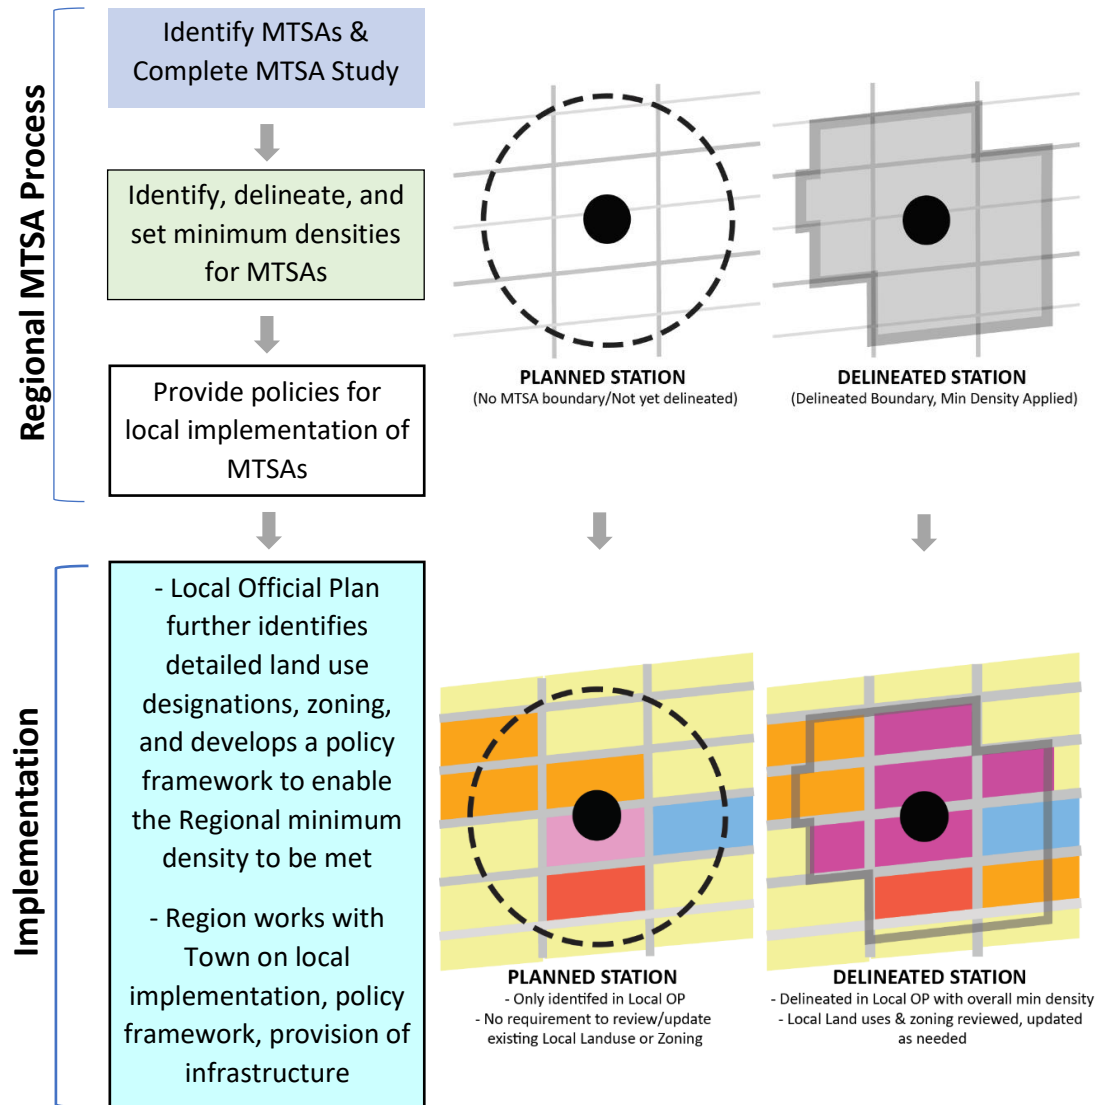 Regional MTSA Process
Identify MTSAs &
Complete MTSA Study
Identify, delineate, and
set minimum densities
for MTSAs
Provide policies for
local implementation of
MTSAs
PLANNED STATION
(No MTSA boundary/Not yet delineated)
DELINEATED STATION
(Delineated Boundary, Min Density Applied)
Implementation
- Local Official Plan
further identifies
detailed land use
designations, zoning,
and develops a policy
framework to enable
the Regional minimum
density to be met
- Region works with
Town on local
implementation, policy
framework, provision of
infrastructure
PLANNED STATION
- Only identifed in Local OP
- No requirement to review/update
existing Local Landuse or Zoning
DELINEATED STATION
- Delineated in Local OP with overall min density
- Local Land uses & zoning reviewed, updated
as needed